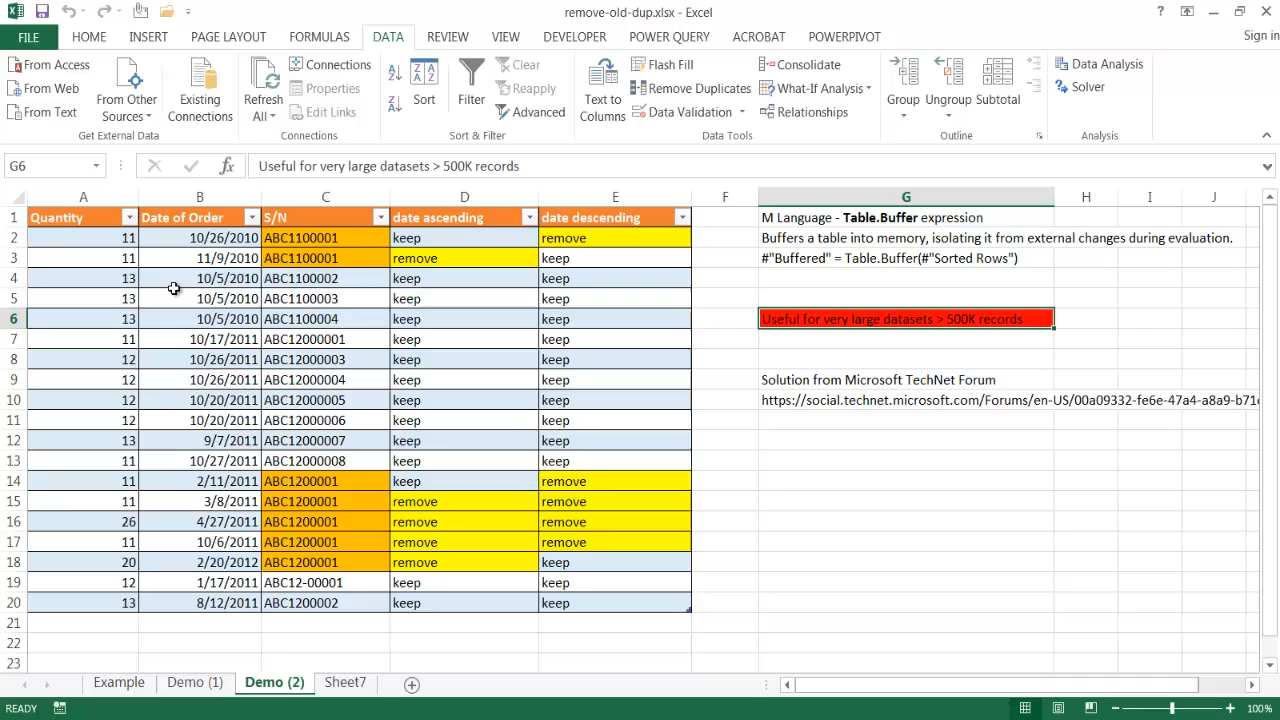 remove-old-dup.xlsx - Excel
?
FILE HOME INSERT PAGE LAYOUT FORMULAS DATA REVIEW VIEW DEVELOPER POWER QUERY ACROBAT POWERPIVOT Sign in
From Access
From Web
From Text
From Other Sources
Existing Connections
Get External Data
Refresh All
Connections
Properties
Edit Links
Connections
Sort
Filter
Clear
Reapply
Advanced
Sort & Filter
Text to Columns
Flash Fill
Remove Duplicates
Data Validation
Consolidate
What-If Analysis
Relationships
Data Tools
Group
Ungroup
Subtotal
Outline
Data Analysis
Solver
Analysis
G6 fx Useful for very large datasets > 500K records
A B C D E F G H I J
1 Quantity Date of Order S/N date ascending date descending M Language - Table.Buffer expression
2 11 10/26/2010 ABC1100001 keep remove Buffers a table into memory, isolating it from external changes during evaluation.
3 11 11/9/2010 ABC1100001 remove keep #"Buffered" = Table.Buffer(#"Sorted Rows")
4 13 10/5/2010 ABC1100002 keep keep
5 13 10/5/2010 ABC1100003 keep keep
6 13 10/5/2010 ABC1100004 keep keep Useful for very large datasets > 500K records
7 11 10/17/2011 ABC12000001 keep keep
8 12 10/26/2011 ABC12000003 keep keep
9 12 10/26/2011 ABC12000004 keep keep Solution from Microsoft TechNet Forum
10 12 10/20/2011 ABC12000005 keep keep https://social.technet.microsoft.com/Forums/en-US/00a09332-fe6e-47a4-a8a9-b71
11 12 10/20/2011 ABC12000006 keep keep
12 13 9/7/2011 ABC12000007 keep keep
13 11 10/27/2011 ABC12000008 keep keep
14 11 2/11/2011 ABC1200001 keep remove
15 11 3/8/2011 ABC1200001 remove remove
16 26 4/27/2011 ABC1200001 remove remove
17 11 10/6/2011 ABC1200001 remove remove
18 20 2/20/2012 ABC1200001 remove keep
19 12 1/17/2011 ABC12-00001 keep keep
20 13 8/12/2011 ABC1200002 keep keep
21
22
23
Example Demo (1) Demo (2) Sheet7
READY 100%